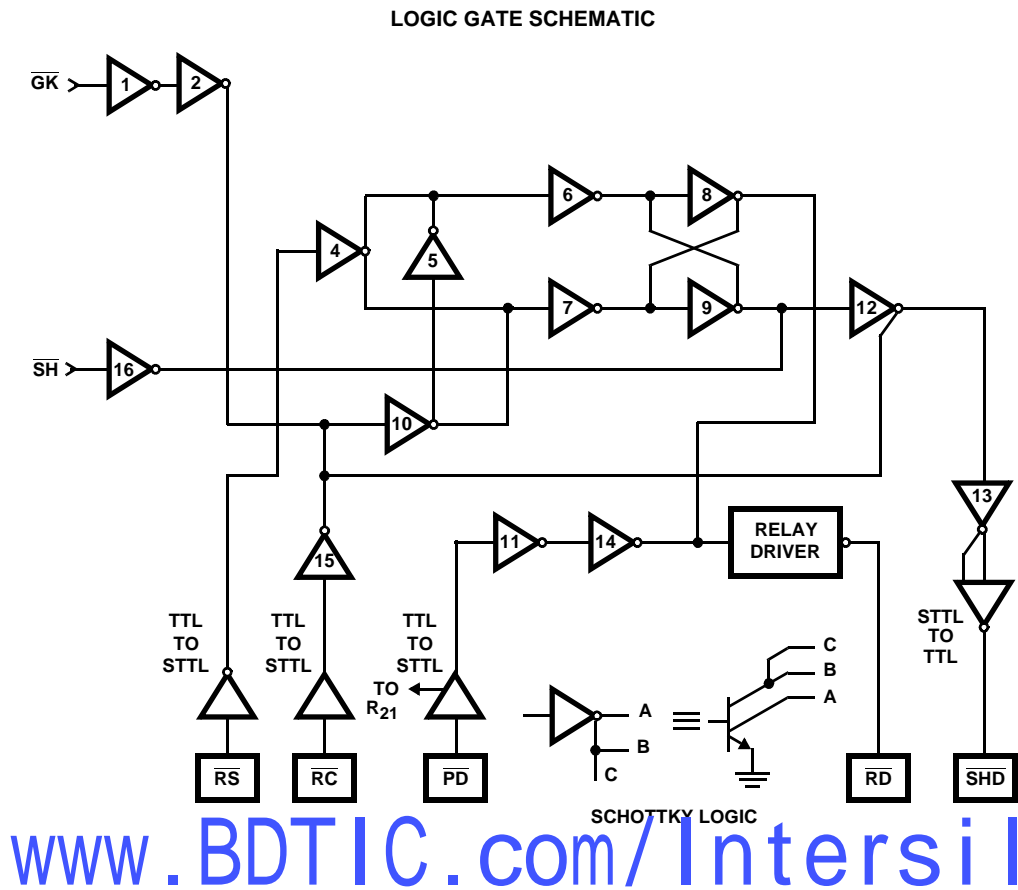 LOGIC GATE SCHEMATIC
GK
1
2
6
8
4
5
7
9
12
SH
16
10
13
11
14
RELAY
DRIVER
15
TTL
TO
STTL
TTL
TO
STTL
TTL
TO
STTL
STTL
TO
TTL
TO
R21
A
B
C
C
B
A
RS
RC
PD
RD
SHD
SCHOTTKY LOGIC
www.BDTIC.com/Intersil